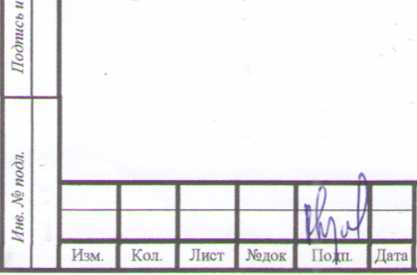 Подпись и
Инв. № подл.
Изм. Кол. Лист №док Подп. Дата